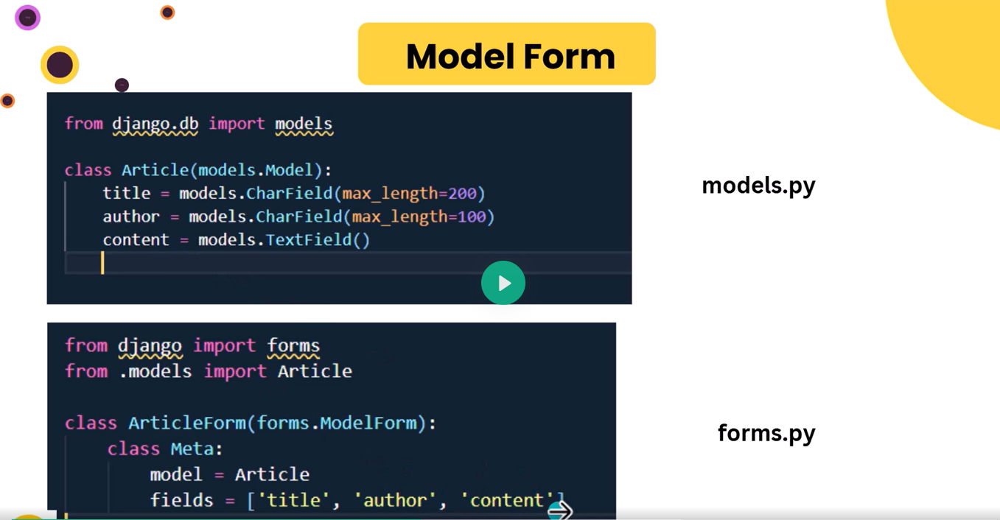 Model Form
from django.db import models
class Article(models.Model):
title = models.CharField(max_length=200)
author = models.CharField(max_length=100)
content = models.TextField()
models.py
from django import forms
from .models import Article
class ArticleForm(forms.ModelForm):
class Meta:
model = Article
fields = ['title', 'author', 'content']
forms.py